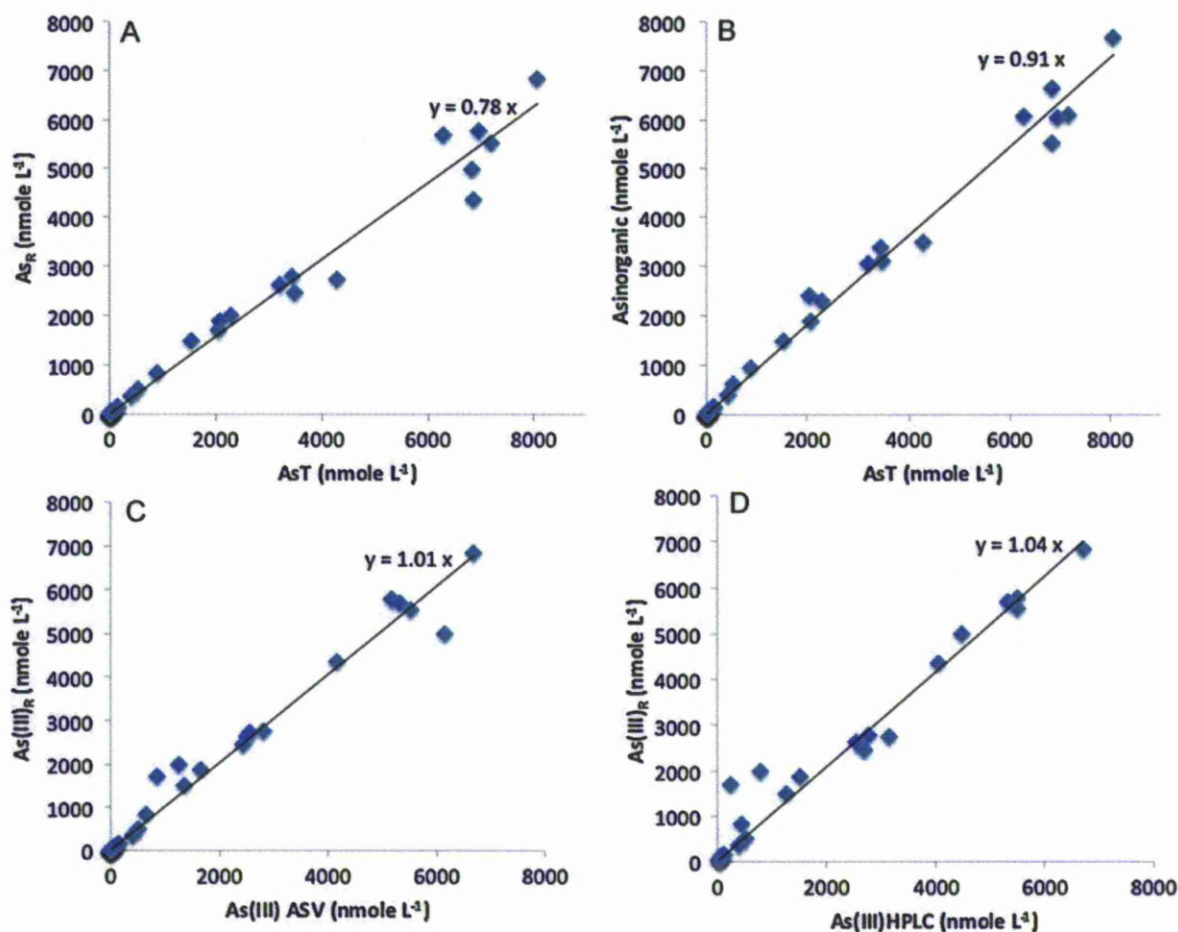 A
y = 0.78 x
As_R (nmole L⁻¹)
8000
7000
6000
5000
4000
3000
2000
1000
0
0 2000 4000 6000 8000
AsT (nmole L⁻¹)
B
y = 0.91 x
Asinorganic (nmole L⁻¹)
8000
7000
6000
5000
4000
3000
2000
1000
0
0 2000 4000 6000 8000
AsT (nmole L⁻¹)
C
y = 1.01 x
As(III)_R (nmole L⁻¹)
8000
7000
6000
5000
4000
3000
2000
1000
0
0 2000 4000 6000 8000
As(III) ASV (nmole L⁻¹)
D
y = 1.04 x
As(III)_R (nmole L⁻¹)
8000
7000
6000
5000
4000
3000
2000
1000
0
0 2000 4000 6000 8000
As(III)HPLC (nmole L⁻¹)